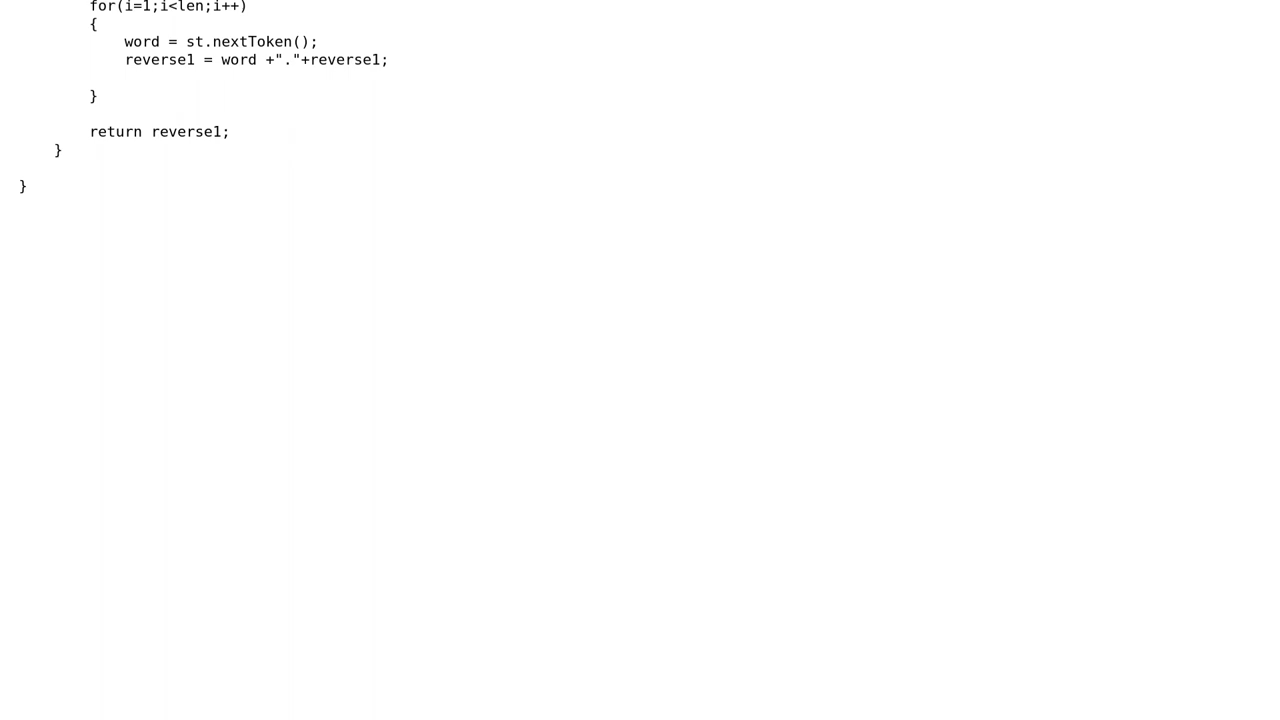 for(i=1;i<len;i++)
{
word = st.nextToken();
reverse1 = word +"."+reverse1;
}
return reverse1;
}
}